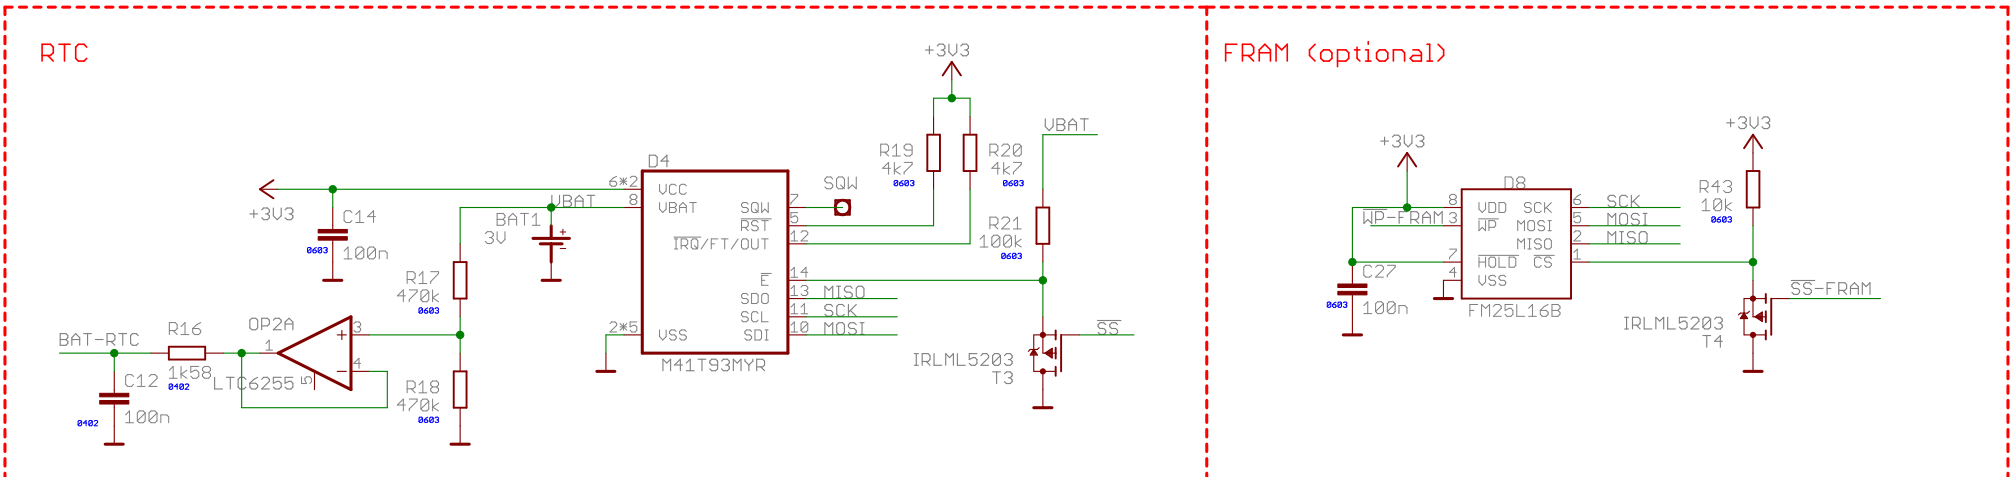 RTC
FRAM (optional)
+3V3
VBAT
R19
4k7
0603
R20
4k7
0603
D4
6*2
VCC
8
VBAT
VBAT
SQW
7
SQW
RST
5
IRQ/FT/OUT
12
E
14
SDO
13
MISO
SCL
11
SCK
SDI
10
MOSI
2*5
VSS
M41T93MYR
+3V3
C14
0603
100n
BAT1
3V
+
-
R17
470k
0603
R18
470k
0603
OP2A
+
3
-
4
1
5
LTC6255
BAT-RTC
R16
1k58
0402
C12
100n
0402
R21
100k
0603
SS
IRLML5203
T3
+3V3
D8
8
VDD
SCK
6
SCK
WP-FRAM
3
WP
MOSI
5
MOSI
MISO
2
MISO
7
HOLD
CS
1
4
VSS
FM25L16B
C27
0603
100n
+3V3
R43
10k
0603
SS-FRAM
IRLML5203
T4